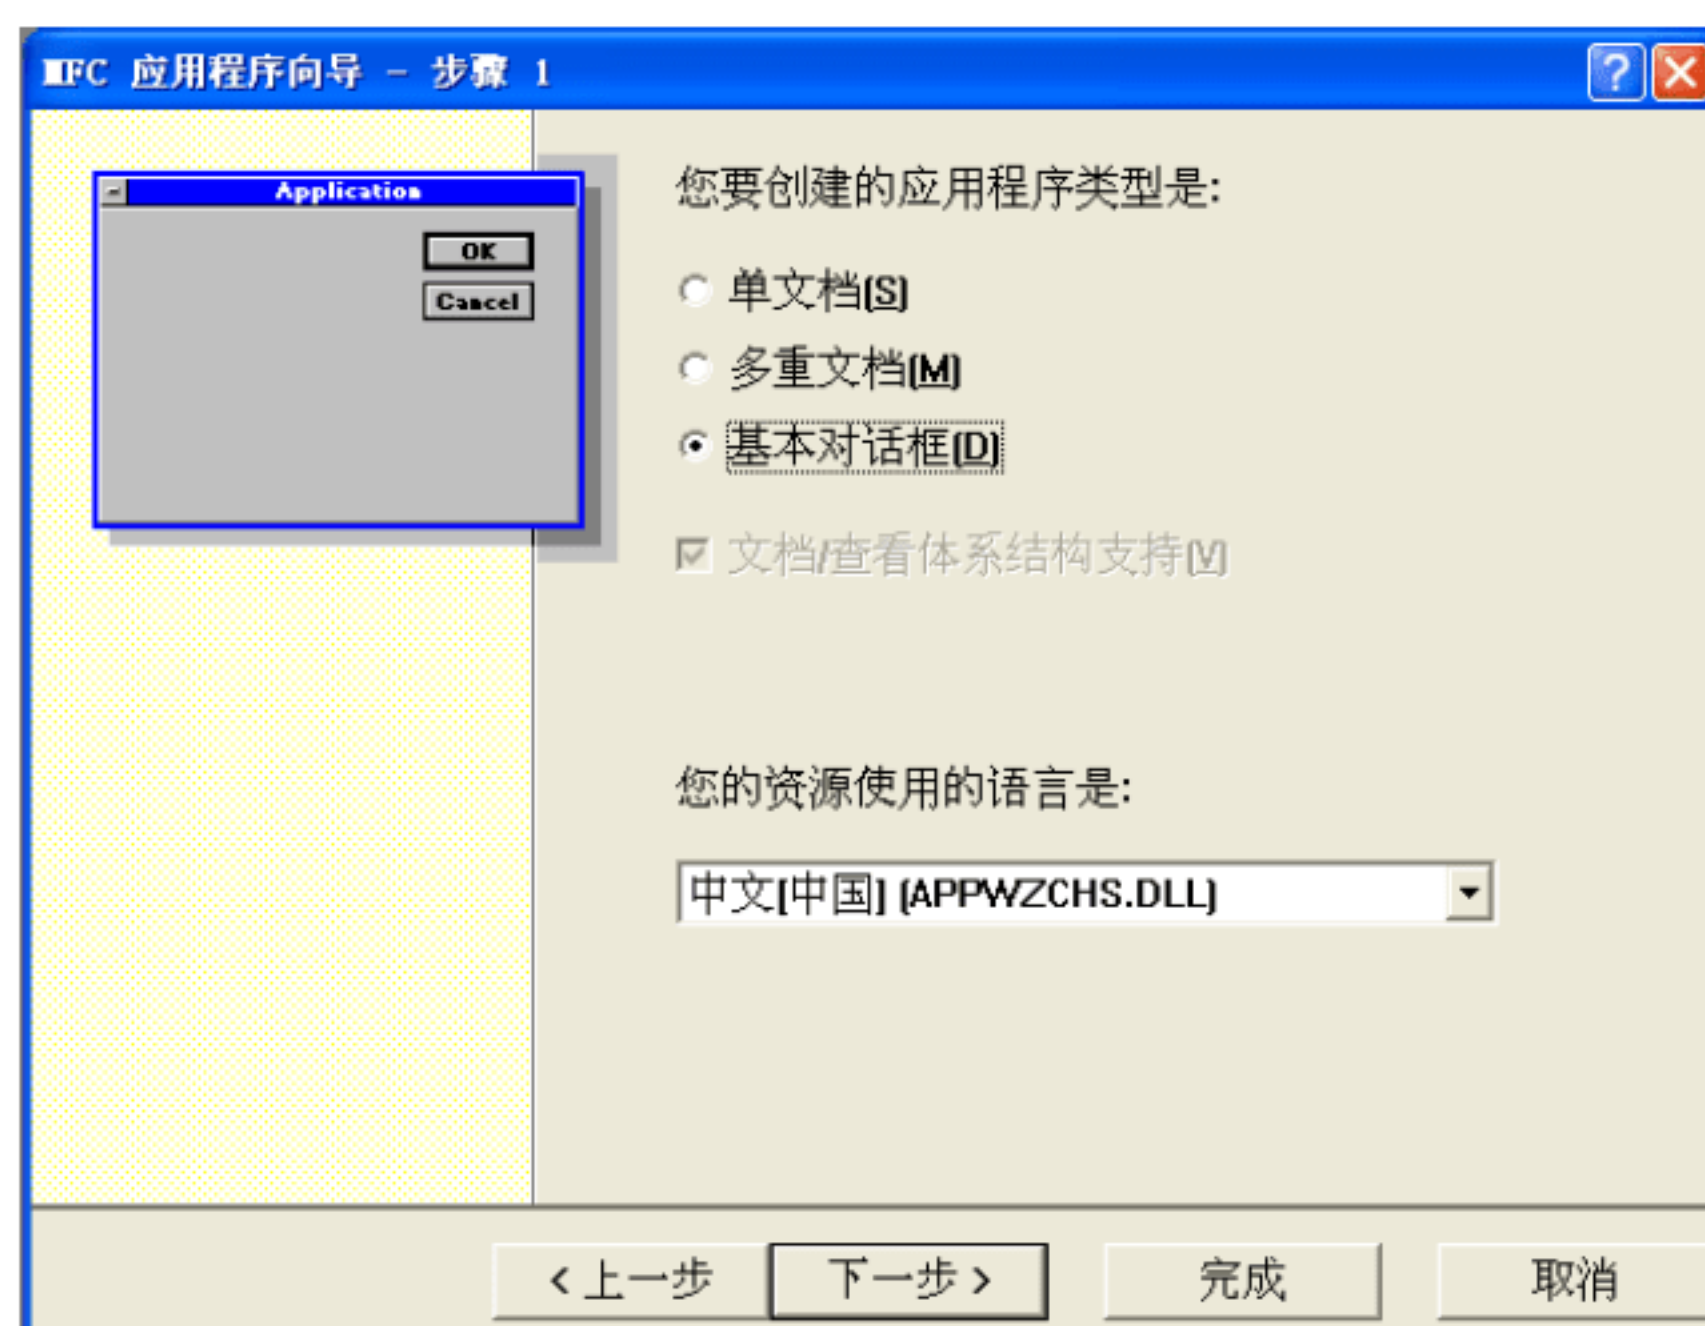 MFC 应用程序向导 - 步骤 1
Application
OK
Cancel
您要创建的应用程序类型是:
单文档(S)
多重文档(M)
基本对话框(D)
文档/查看体系结构支持(V)
您的资源使用的语言是:
中文[中国] (APPWZCHS.DLL)
<上一步 下一步> 完成 取消